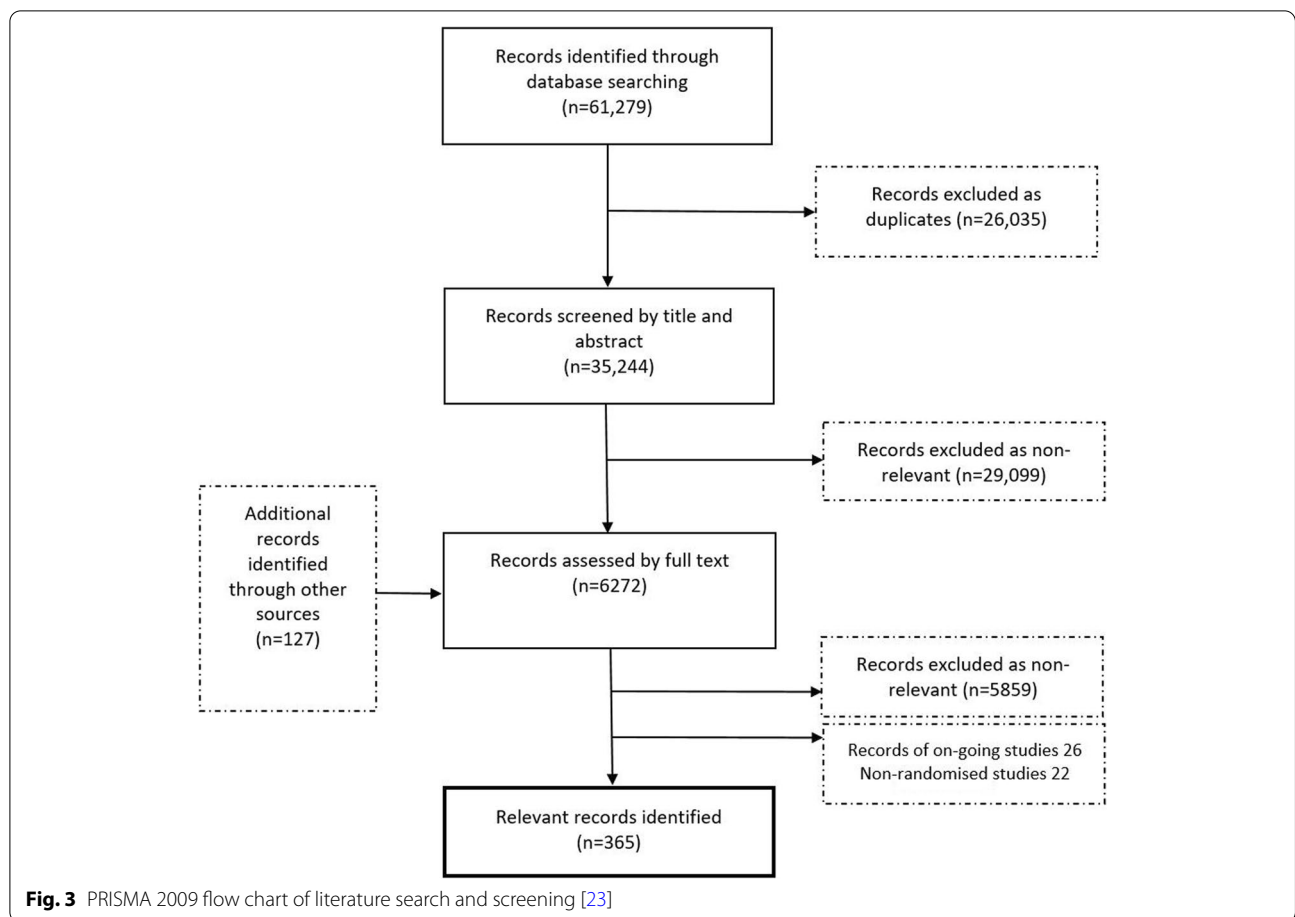 Records identified through
database searching
(n=61,279)
Records excluded as
duplicates (n=26,035)
Records screened by title and
abstract
(n=35,244)
Records excluded as non-
relevant (n=29,099)
Additional
records
identified
through other
sources
(n=127)
Records assessed by full text
(n=6272)
Records excluded as non-
relevant (n=5859)
Records of on-going studies 26
Non-randomised studies 22
Relevant records identified
(n=365)
Fig. 3 PRISMA 2009 flow chart of literature search and screening [23]